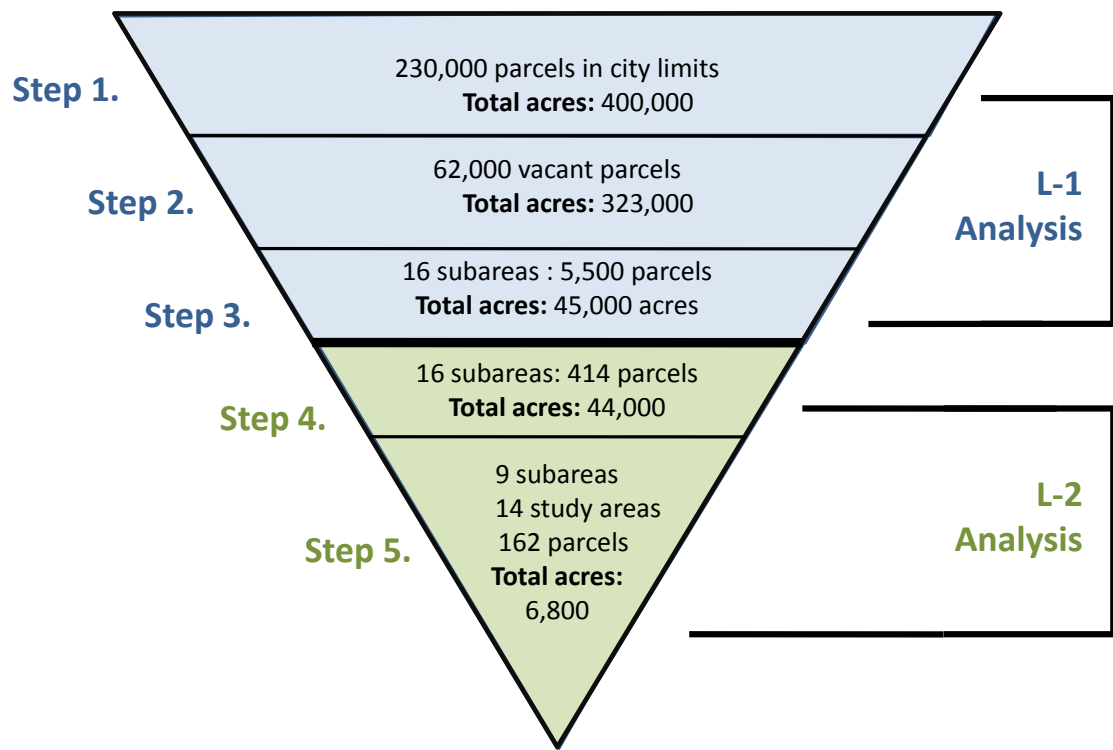 Step 1.
230,000 parcels in city limits
Total acres: 400,000
Step 2.
62,000 vacant parcels
Total acres: 323,000
Step 3.
16 subareas : 5,500 parcels
Total acres: 45,000 acres
L-1
Analysis
Step 4.
16 subareas: 414 parcels
Total acres: 44,000
Step 5.
9 subareas
14 study areas
162 parcels
Total acres:
6,800
L-2
Analysis